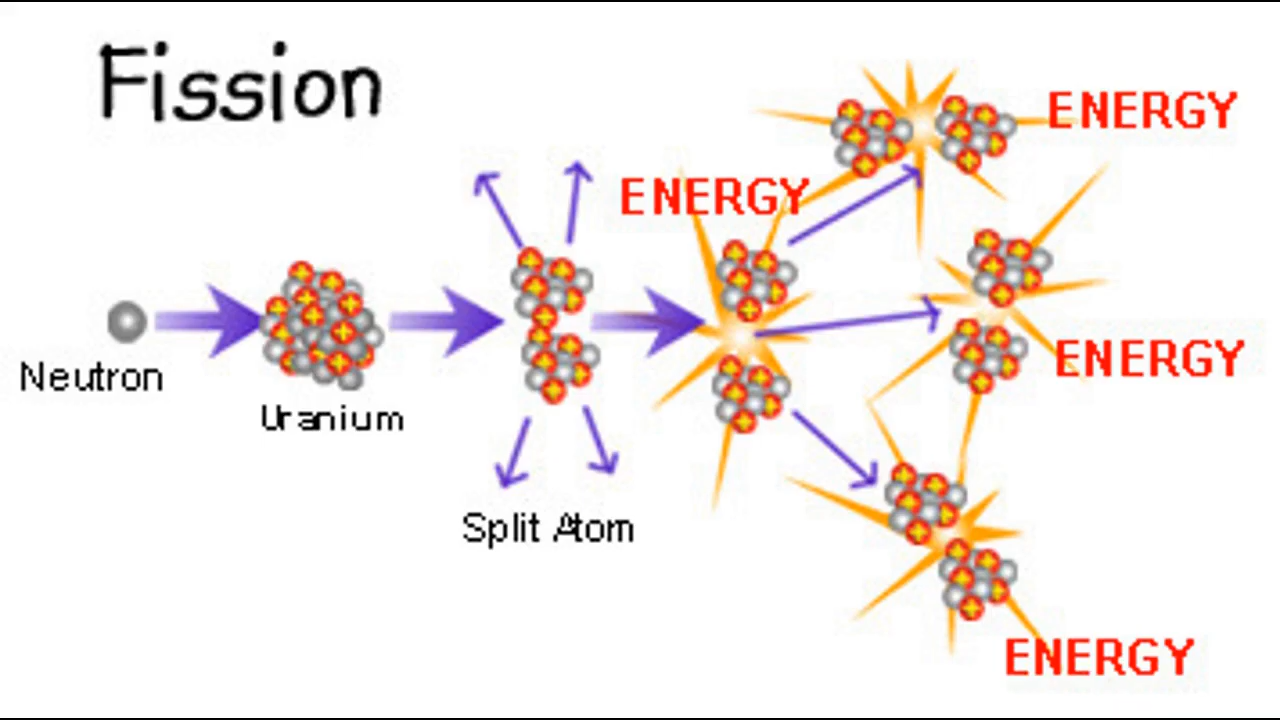 Fission
ENERGY
ENERGY
Neutron
Uranium
ENERGY
Split Atom
ENERGY